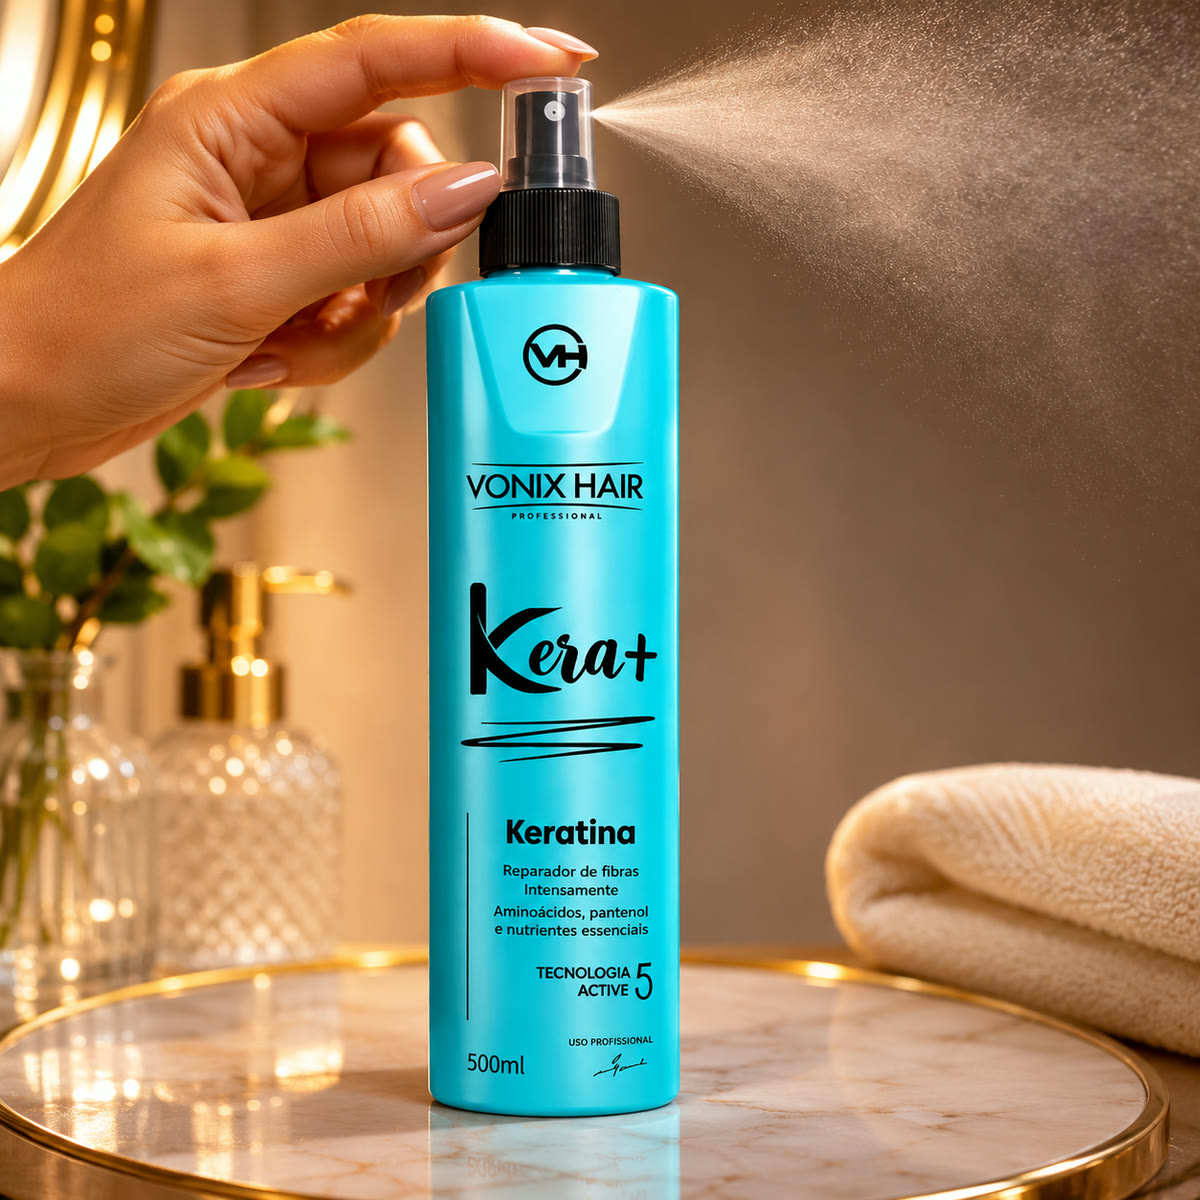 VH
VONIX HAIR
PROFESSIONAL
Kera+
Keratina
Reparador de fibras
Intensamente
Aminoácidos, pantenol
e nutrientes essenciais
TECNOLOGIA
ACTIVE 5
USO PROFISSIONAL
500ml